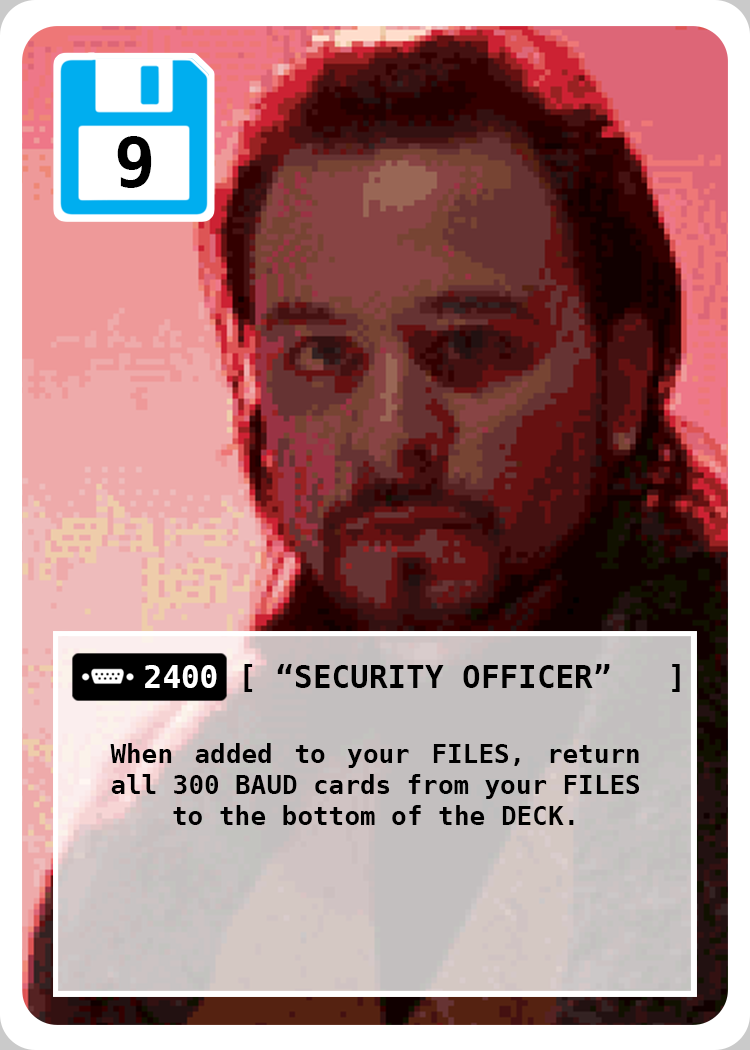 9
2400 [ “SECURITY OFFICER” ]
When added to your FILES, return
all 300 BAUD cards from your FILES
to the bottom of the DECK.